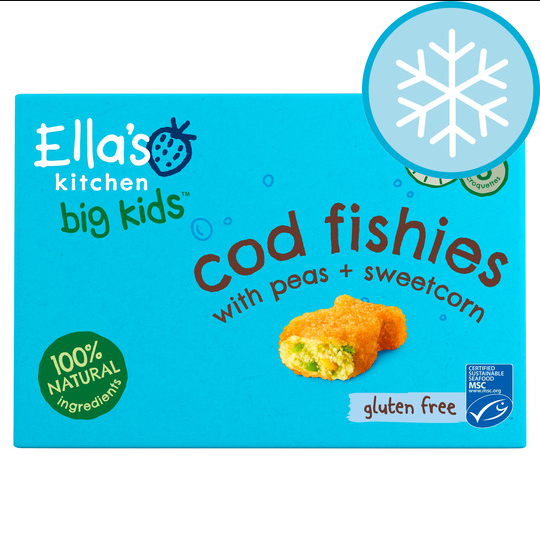 Ella's
kitchen
big kids™
croquettes
cod fishies
with peas + sweetcorn
100%
NATURAL
ingredients
gluten free
CERTIFIED
SUSTAINABLE
SEAFOOD
MSC
www.msc.org